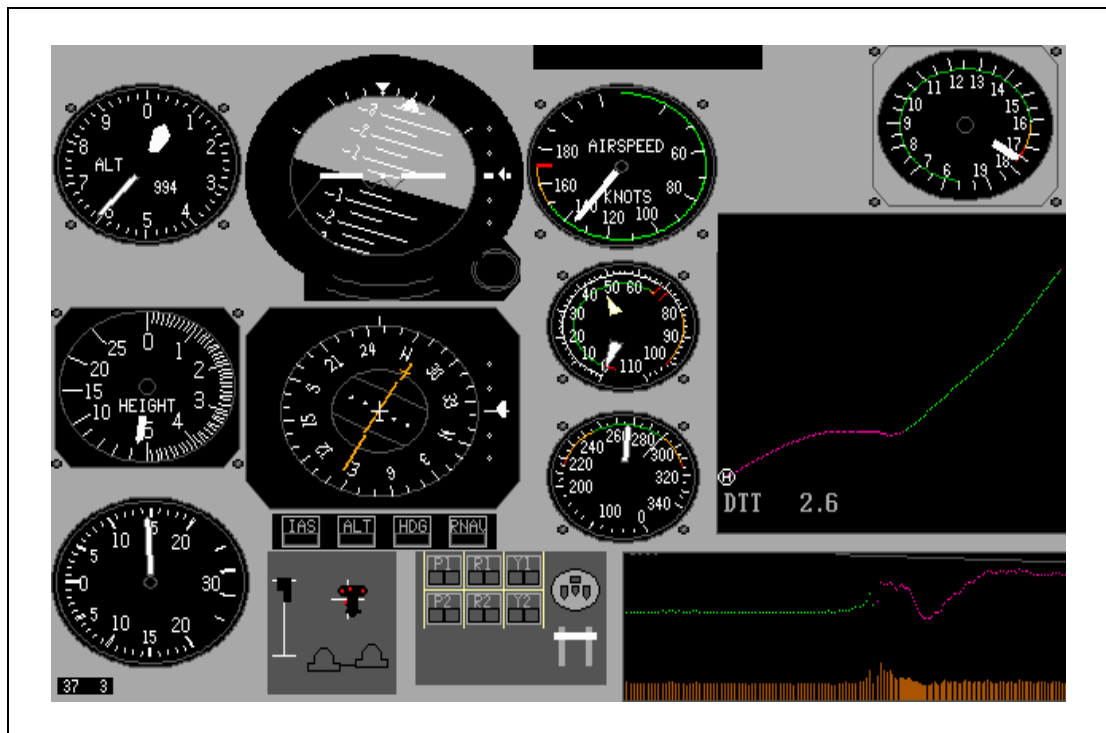 0 1 2 3 4 5 6 7 8 9
ALT
994
AIRSPEED
KNOTS
60 80 100 120 140 160 180
6 7 8 9 10 11 12 13 14 15 16 17 18 19
0 1 2 3 4 5 10 15 20 25
HEIGHT
24 21
N 30 33
3 6
12 15
0 10 20 30 40 50 60 80 90 100 110
0 100 200 220 240 260 280 300 320 340
H
DTT 2.6
IAS ALT HDG RNAV
0 5 10 15 20 30
5 10 15 20
P1 R1 Y1
P2 R2 Y2
37 3